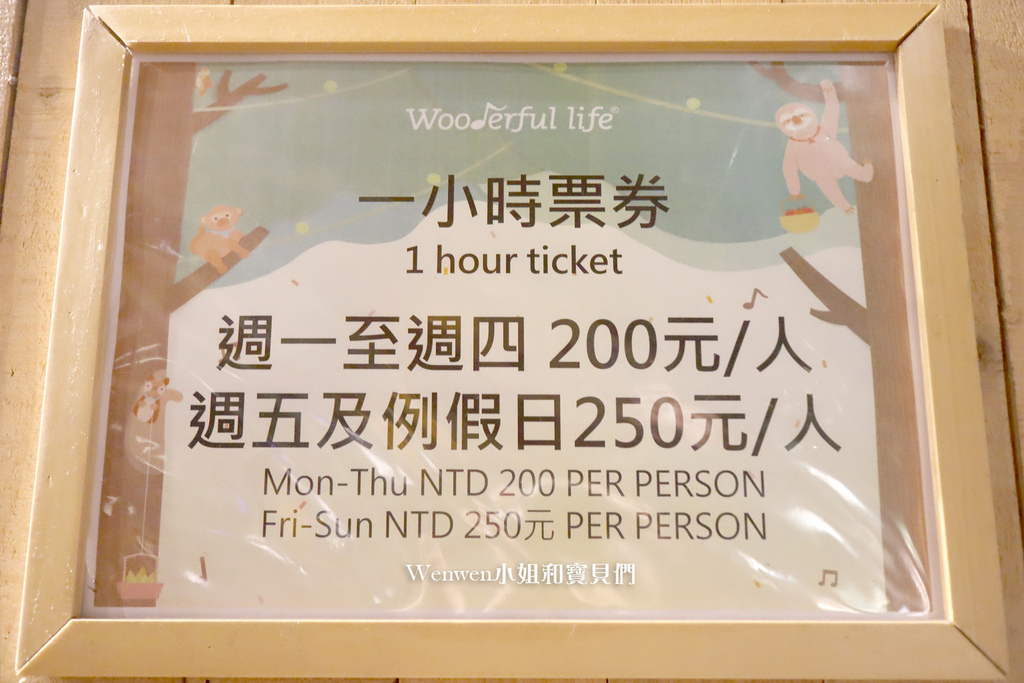 Wooderful life®
一小時票券
1 hour ticket
週一至週四 200元/人
週五及例假日250元/人
Mon-Thu NTD 200 PER PERSON
Fri-Sun NTD 250元 PER PERSON
Wenwen小姐和寶貝們